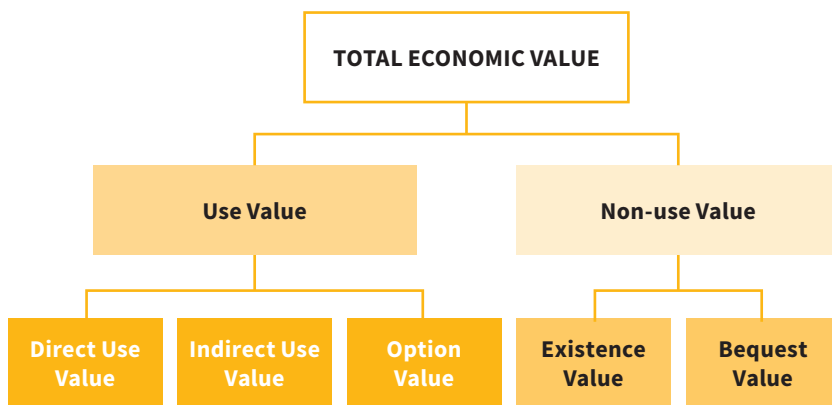 TOTAL ECONOMIC VALUE
Use Value
Non-use Value
Direct Use
Value
Indirect Use
Value
Option
Value
Existence
Value
Bequest
Value